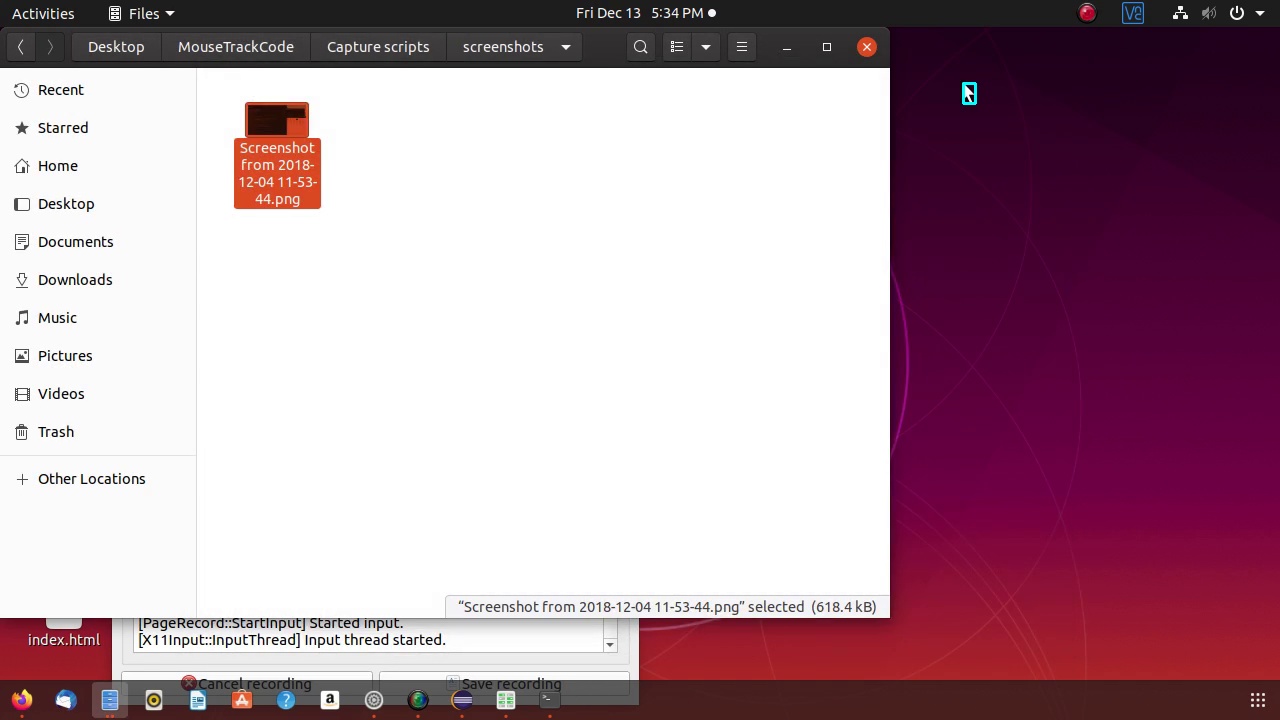 Activities
Files
Fri Dec 13 5:34 PM
Desktop
MouseTrackCode
Capture scripts
screenshots
Recent
Starred
Home
Desktop
Documents
Downloads
Music
Pictures
Videos
Trash
Other Locations
Screenshot
from 2018-
12-04 11-53-
44.png
“Screenshot from 2018-12-04 11-53-44.png” selected (618.4 kB)
[PageRecord::StartInput] Started input.
[X11Input::InputThread] Input thread started.
index.html
Cancel recording
Save recording